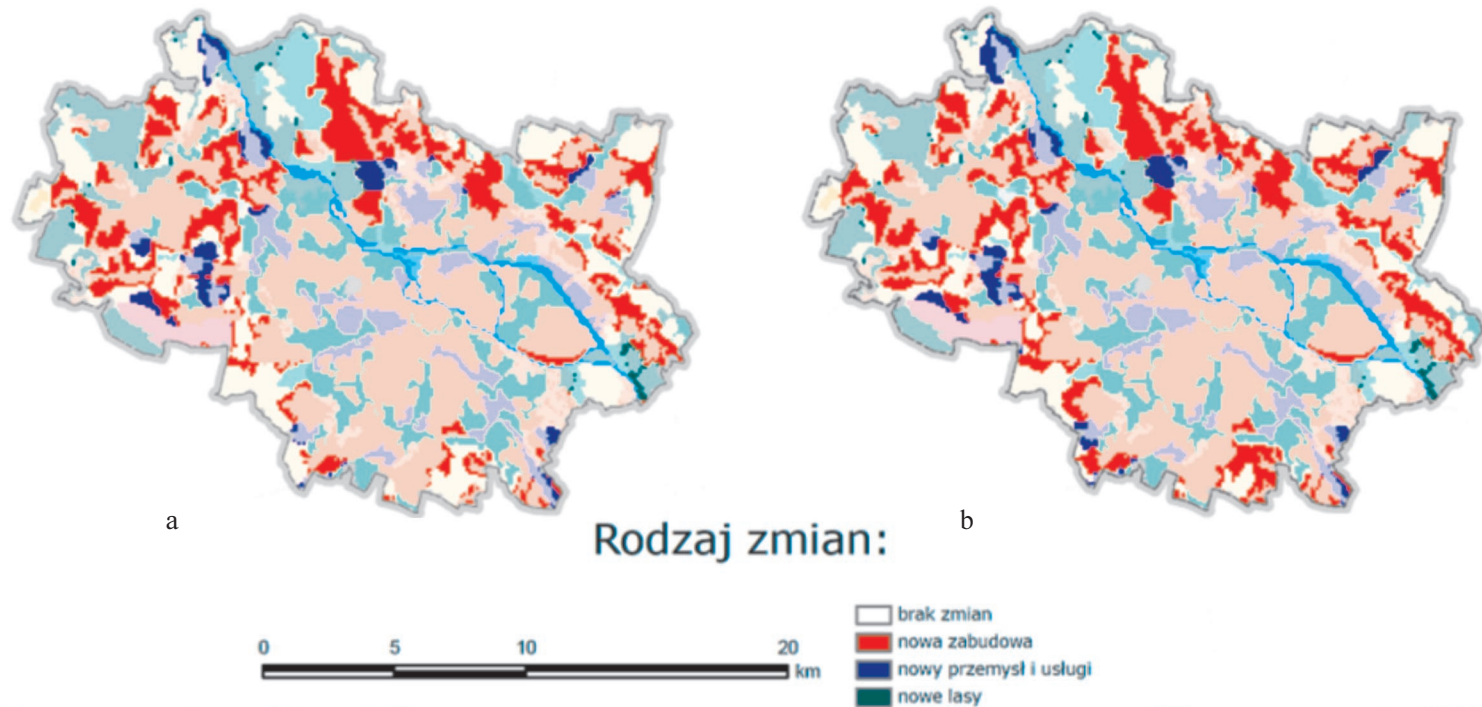 a
b
Rodzaj zmian:
0 5 10 20
km
brak zmian
nowa zabudowa
nowy przemysł i usługi
nowe lasy